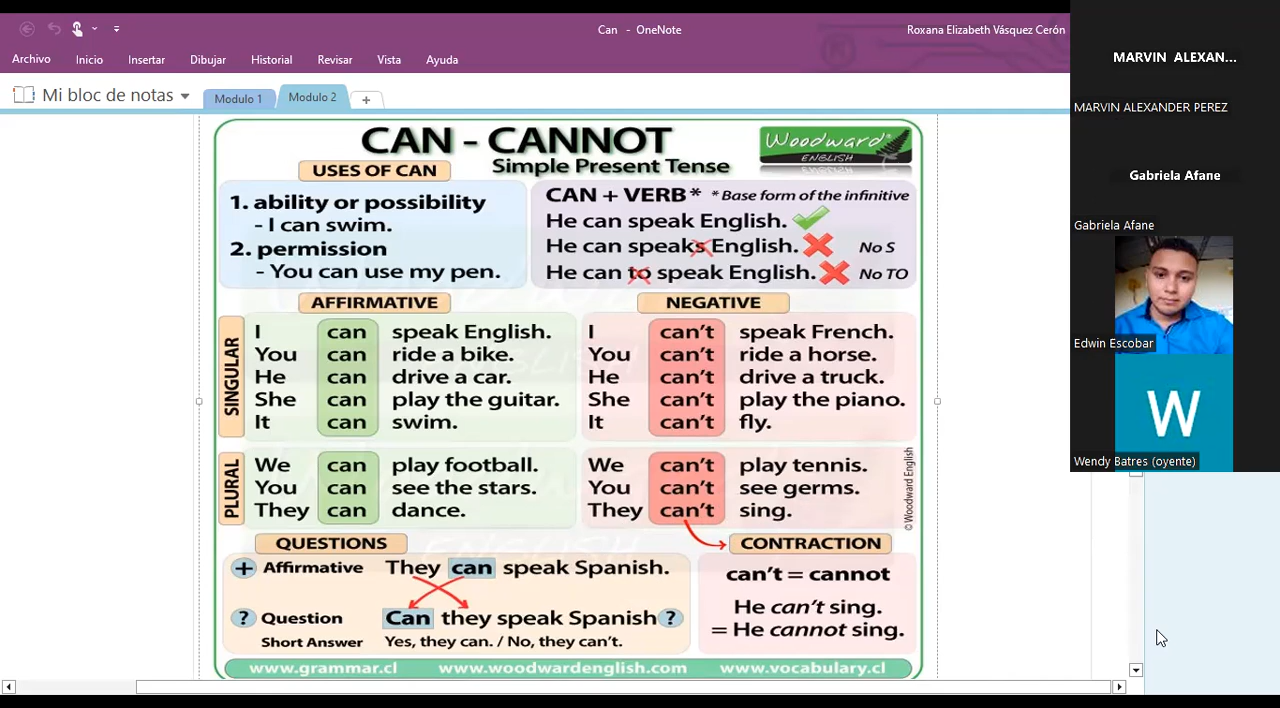 Can - OneNote
Roxana Elizabeth Vásquez Cerón
Archivo Inicio Insertar Dibujar Historial Revisar Vista Ayuda
Mi bloc de notas Modulo 1 Modulo 2 +
CAN - CANNOT
Simple Present Tense
Woodward
ENGLISH
USES OF CAN
1. ability or possibility
- I can swim.
2. permission
- You can use my pen.
CAN + VERB* * Base form of the infinitive
He can speak English.
He can speaks English. No S
He can to speak English. No TO
AFFIRMATIVE
SINGULAR
I can speak English.
You can ride a bike.
He can drive a car.
She can play the guitar.
It can swim.
PLURAL
We can play football.
You can see the stars.
They can dance.
NEGATIVE
I can't speak French.
You can't ride a horse.
He can't drive a truck.
She can't play the piano.
It can't fly.
We can't play tennis.
You can't see germs.
They can't sing.
© Woodward English
QUESTIONS
+ Affirmative They can speak Spanish.
? Question Can they speak Spanish ?
Short Answer Yes, they can. / No, they can't.
CONTRACTION
can't = cannot
He can't sing.
= He cannot sing.
www.grammar.cl www.woodwardenglish.com www.vocabulary.cl
MARVIN ALEXAN...
MARVIN ALEXANDER PEREZ
Gabriela Afane
Gabriela Afane
Edwin Escobar
W
Wendy Batres (oyente)